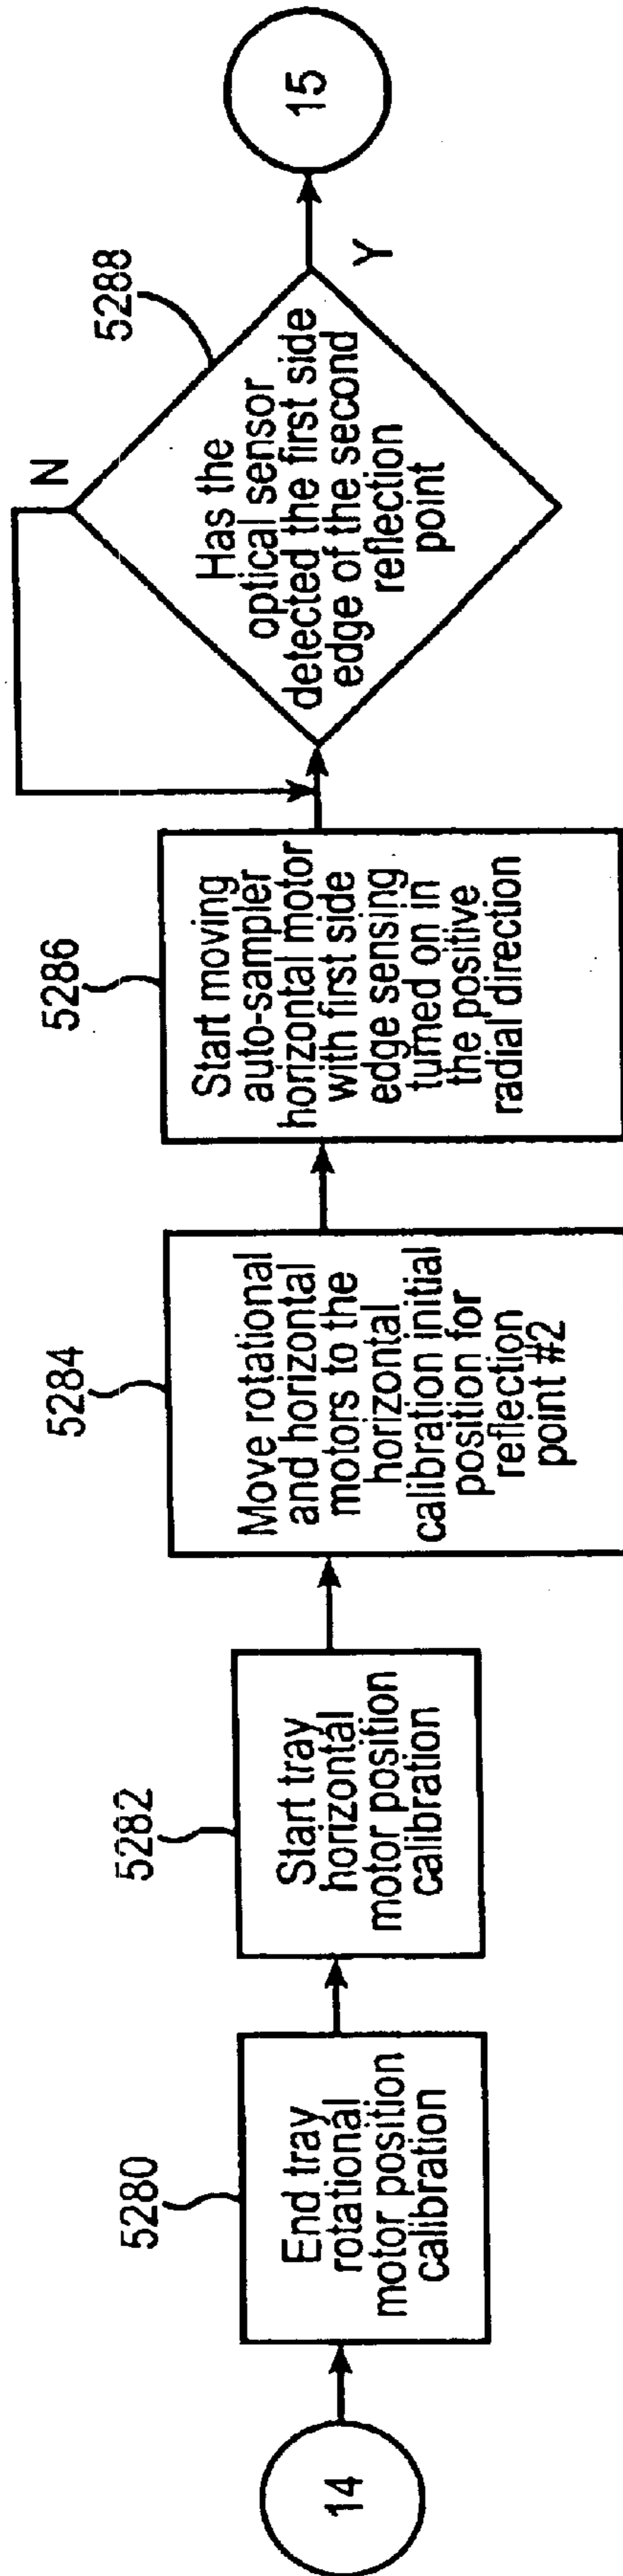 14
5280
End tray
rotational
motor position
calibration
5282
Start tray
horizontal
motor position
calibration
5284
Move rotational
and horizontal
motors to the
horizontal
calibration initial
position for
reflection
point #2
5286
Start moving
auto-sampler
horizontal motor
with first side
edge sensing
turned on in
the positive
radial direction
5288
Has the
optical sensor
detected the first side
edge of the second
reflection
point
N
Y
15